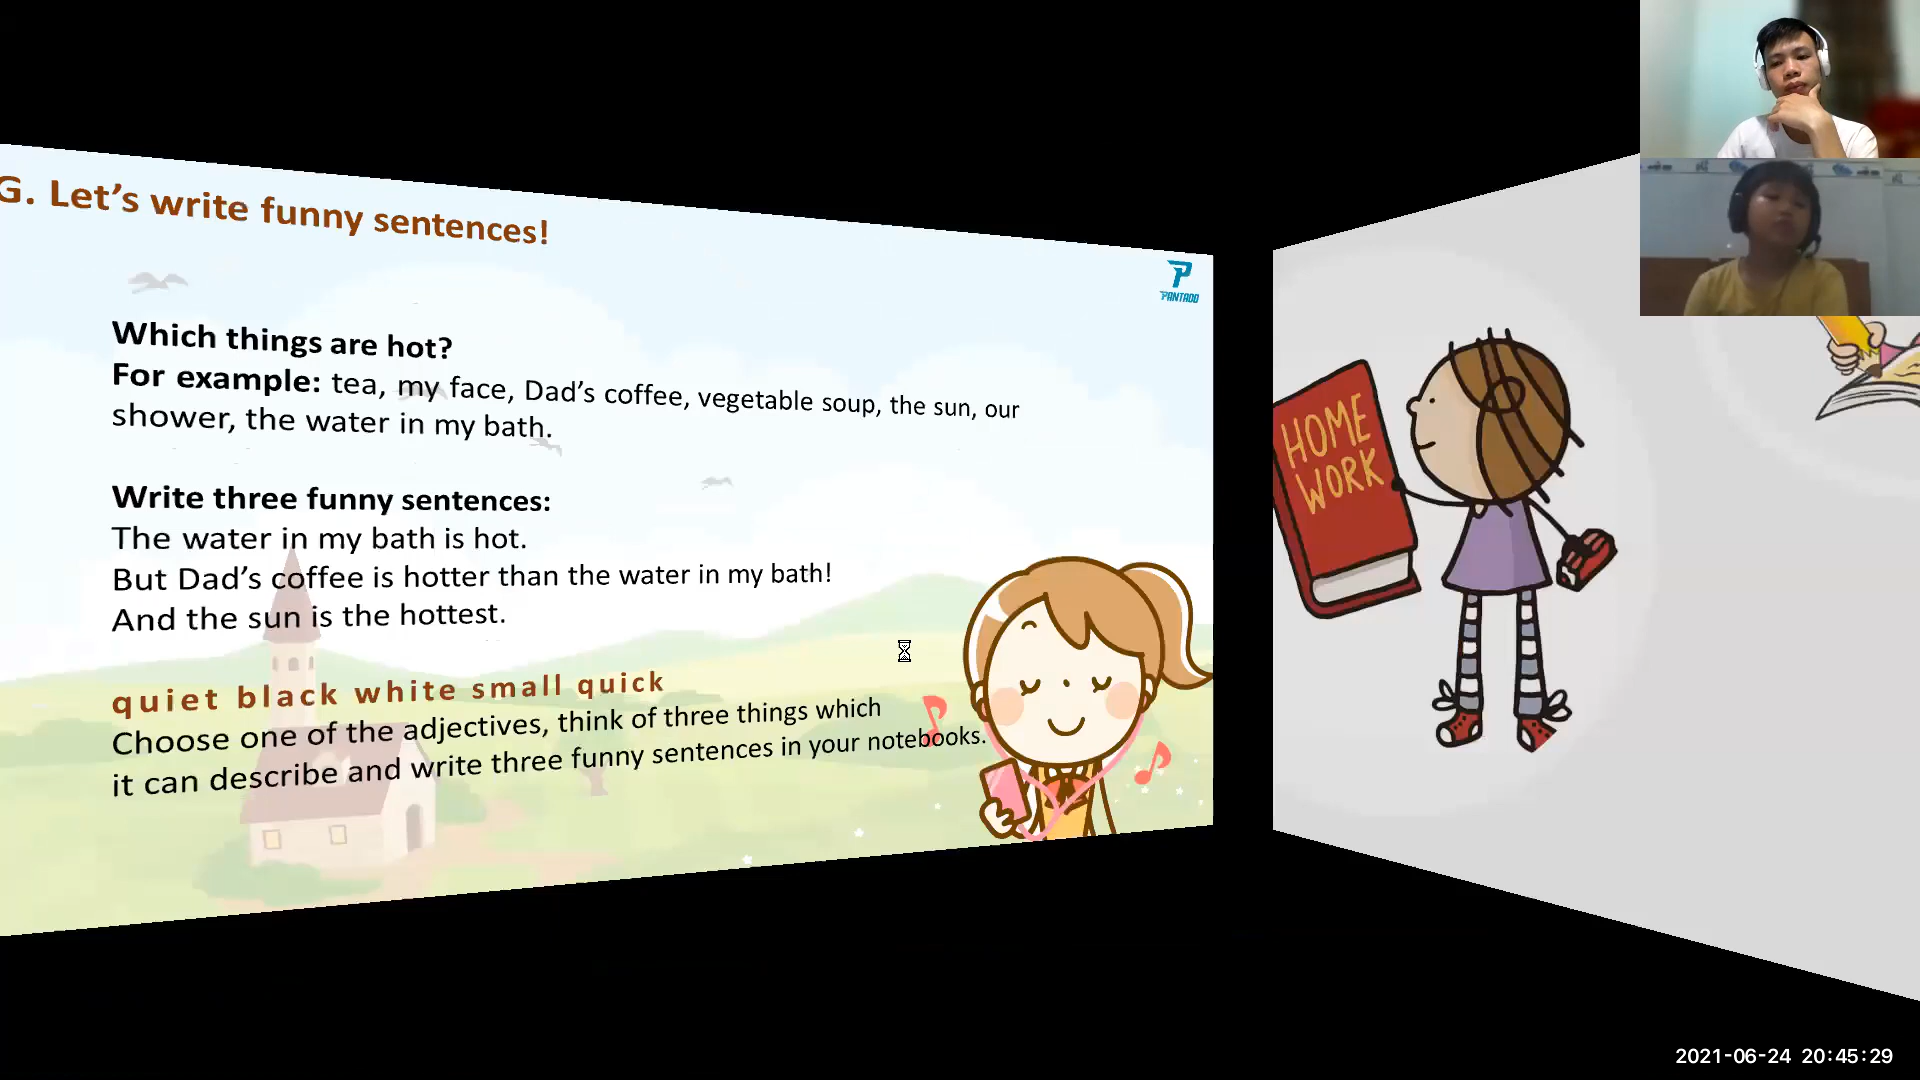 G. Let's write funny sentences!
PANTADO
Which things are hot?
For example: tea, my face, Dad's coffee, vegetable soup, the sun, our
shower, the water in my bath.
Write three funny sentences:
The water in my bath is hot.
But Dad's coffee is hotter than the water in my bath!
And the sun is the hottest.
quiet black white small quick
Choose one of the adjectives, think of three things which
it can describe and write three funny sentences in your notebooks.
HOME
WORK
2021-06-24 20:45:29